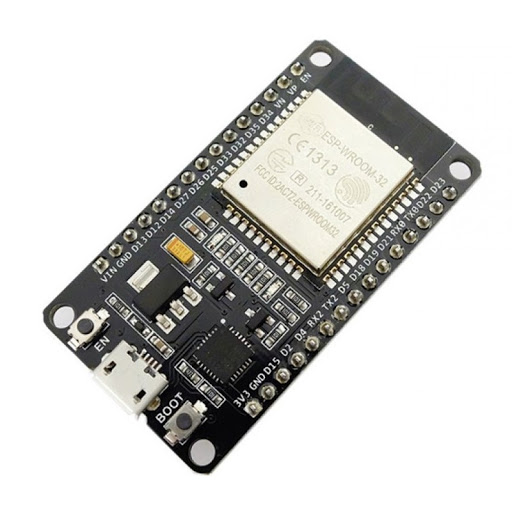 ESP-WROOM-32
CE1313
R 211-161007
FCC ID:2AC7Z-ESPWROOM32
EN
VP
VN
D34
D35
D32
D33
D25
D26
D27
D14
D12
D13
GND
VIN
D23
D22
TX0
RX0
D21
D19
D18
D5
TX2
RX2
D4
D2
D15
GND
3V3
EN
BOOT